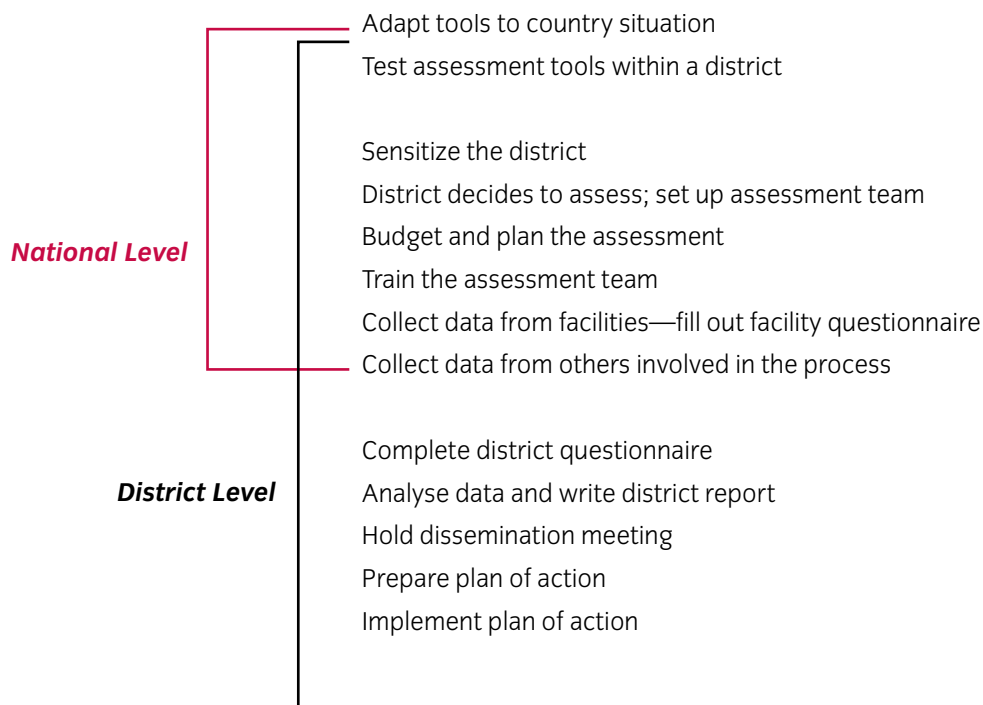 Adapt tools to country situation
Test assessment tools within a district
Sensitize the district
District decides to assess; set up assessment team
Budget and plan the assessment
National Level
Train the assessment team
Collect data from facilities—fill out facility questionnaire
Collect data from others involved in the process
Complete district questionnaire
District Level
Analyse data and write district report
Hold dissemination meeting
Prepare plan of action
Implement plan of action